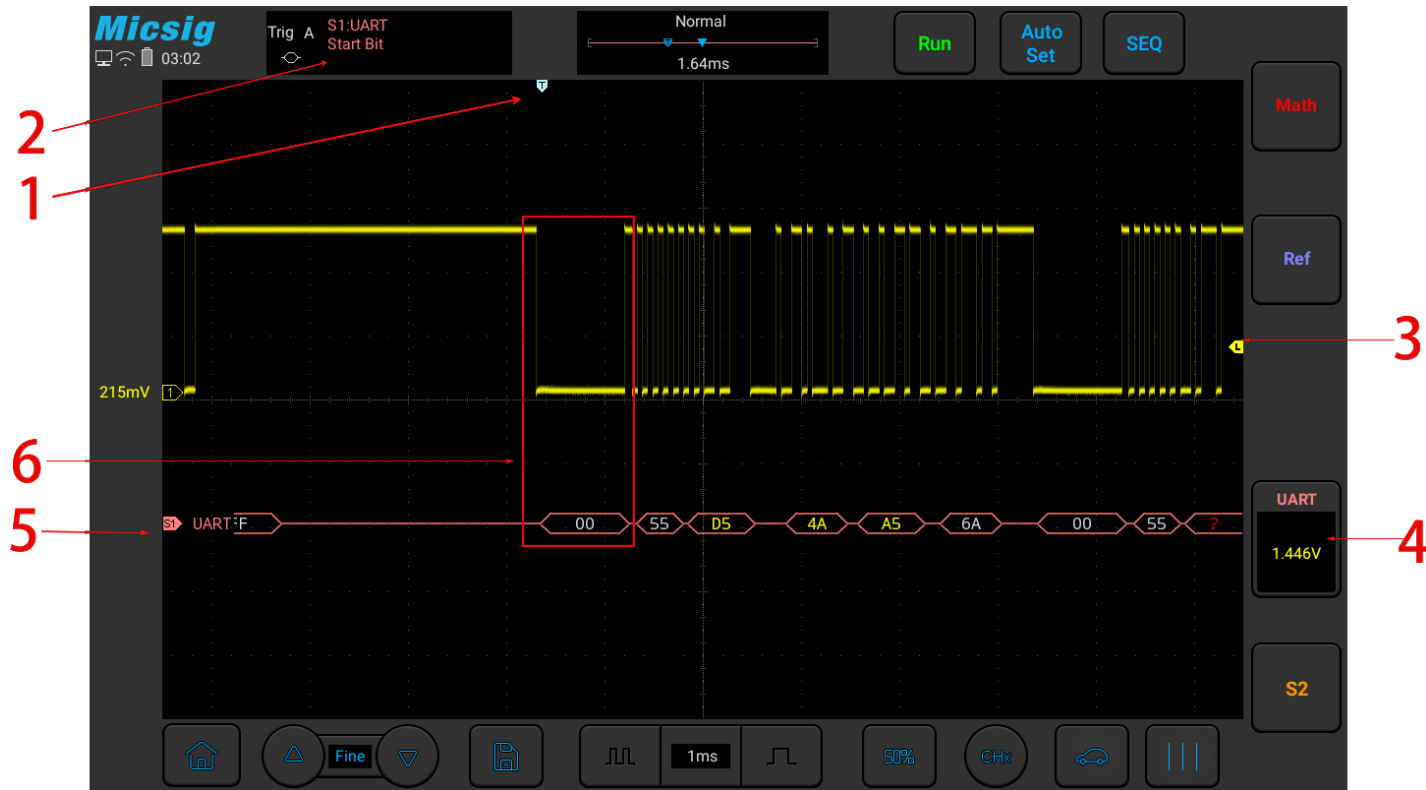 Micsig
03:02
Trig A S1:UART
Start Bit
Normal
1.64ms
Run
Auto
Set
SEQ
T
2
1
Math
Ref
L
3
215mV
1
6
5
S1 UART FF 00 55 D5 4A A5 6A 00 55 ?
UART
1.446V
4
S2
Fine
1ms
50%
CHx